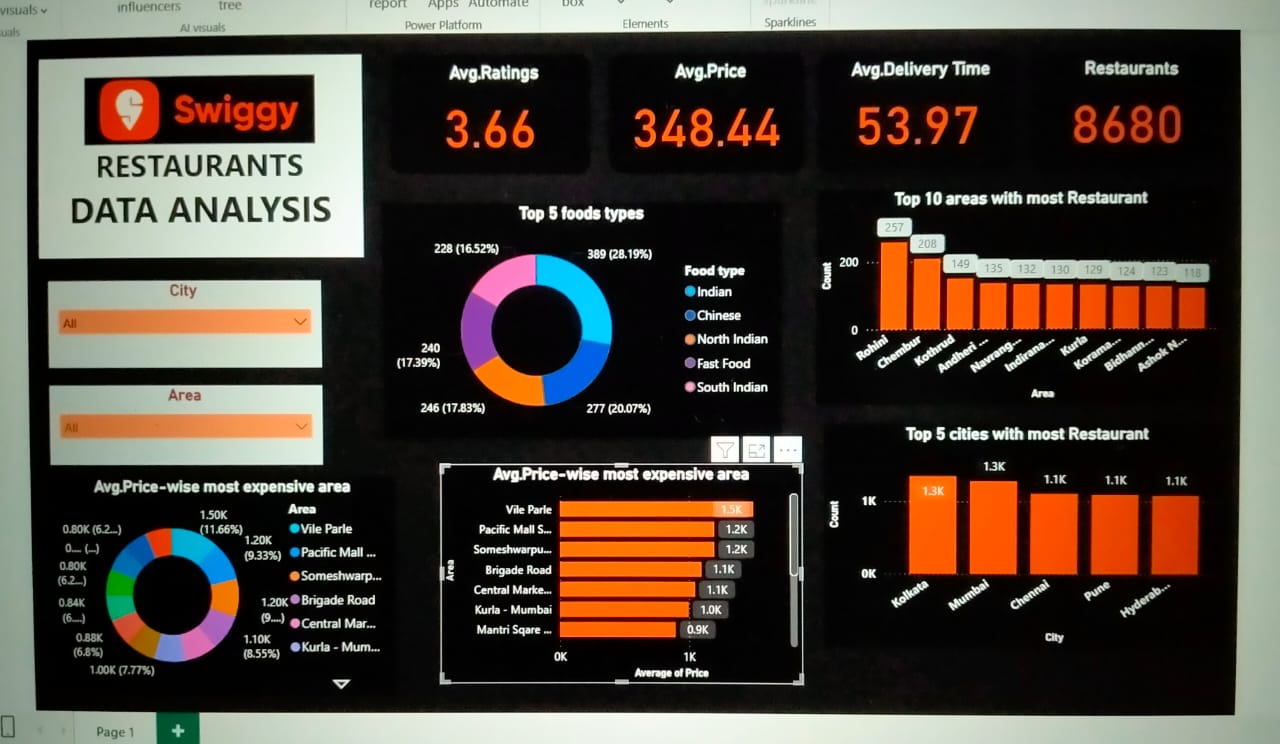 visuals
influencers
tree
report
Apps
Automate
box
uals
AI visuals
Power Platform
Elements
Sparklines
Swiggy
RESTAURANTS
DATA ANALYSIS
Avg.Ratings
3.66
Avg.Price
348.44
Avg.Delivery Time
53.97
Restaurants
8680
City
All
Area
All
Top 5 foods types
228 (16.52%)
389 (28.19%)
240
(17.39%)
246 (17.83%)
277 (20.07%)
Food type
Indian
Chinese
North Indian
Fast Food
South Indian
Top 10 areas with most Restaurant
Count
200
0
257
208
149
135
132
130
129
124
123
118
Rohini
Chembur
Kothrud
Andheri ...
Navrang...
Indirana...
Kurla
Korama...
Bidhann...
Ashok N...
Area
Avg.Price-wise most expensive area
1.50K
(11.66%)
1.20K
(9.33%)
1.20K
(9....)
1.10K
(8.55%)
1.00K (7.77%)
0.88K
(6.8%)
0.84K
(6....)
0.80K
(6.2...)
0.... (...)
0.80K (6.2...)
Area
Vile Parle
Pacific Mall ...
Someshwarp...
Brigade Road
Central Mar...
Kurla - Mum...
Avg.Price-wise most expensive area
Area
Vile Parle
1.5K
Pacific Mall S...
1.2K
Someshwarpu...
1.2K
Brigade Road
1.1K
Central Marke...
1.1K
Kurla - Mumbai
1.0K
Mantri Sqare ...
0.9K
0K
1K
Average of Price
Top 5 cities with most Restaurant
Count
1K
0K
1.3K
1.3K
1.1K
1.1K
1.1K
Kolkata
Mumbai
Chennai
Pune
Hyderab...
City
Page 1
+